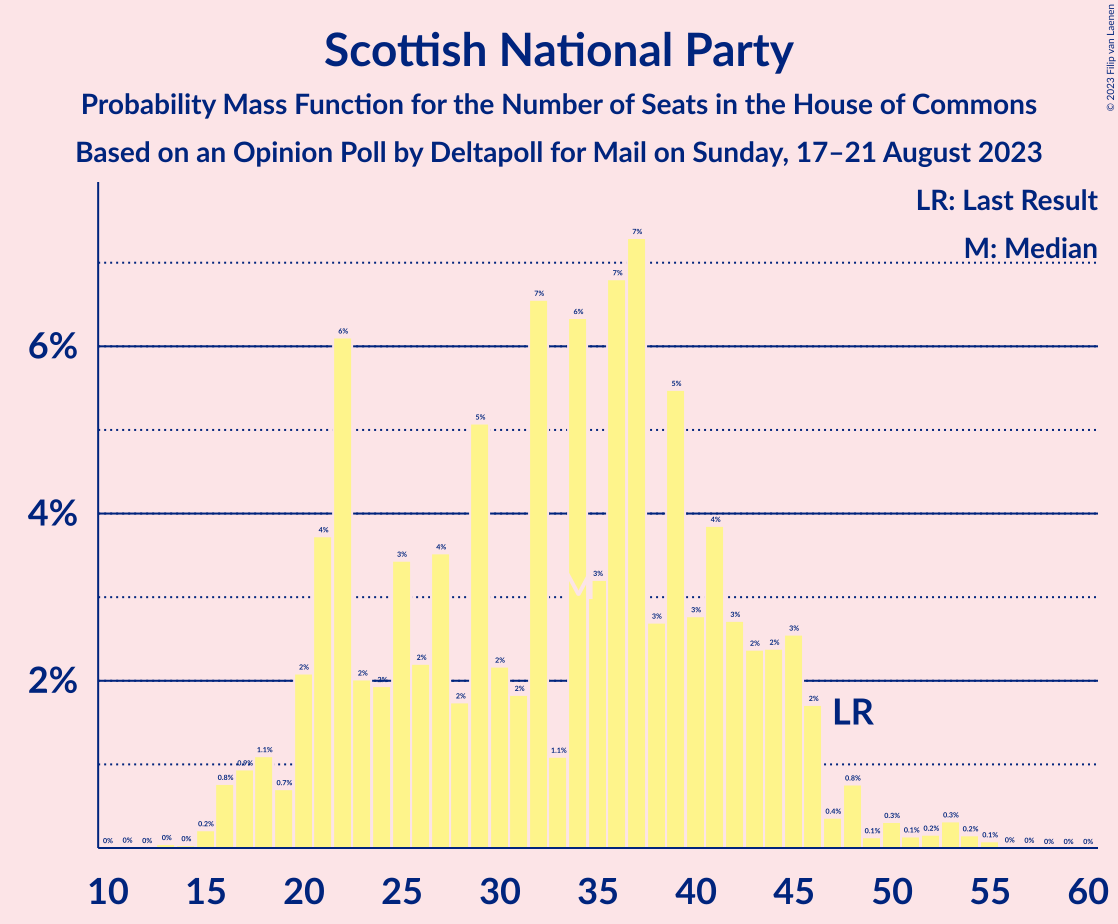 Scottish National Party
Probability Mass Function for the Number of Seats in the House of Commons
Based on an Opinion Poll by Deltapoll for Mail on Sunday, 17–21 August 2023
© 2023 Filip van Laenen
LR: Last Result
M: Median
6%
4%
2%
0% 0% 0% 0% 0% 0.2% 0.8% 0.9% 1.1% 0.7% 2% 4% 6% 2% 2% 3% 2% 4% 2% 5% 2% 2% 7% 1.1% 6% 3% 7% 7% 3% 5% 3% 4% 3% 2% 2% 3% 2% 0.4% 0.8% 0.1% 0.3% 0.1% 0.2% 0.3% 0.2% 0.1% 0% 0% 0% 0% 0%
M
LR
10 15 20 25 30 35 40 45 50 55 60